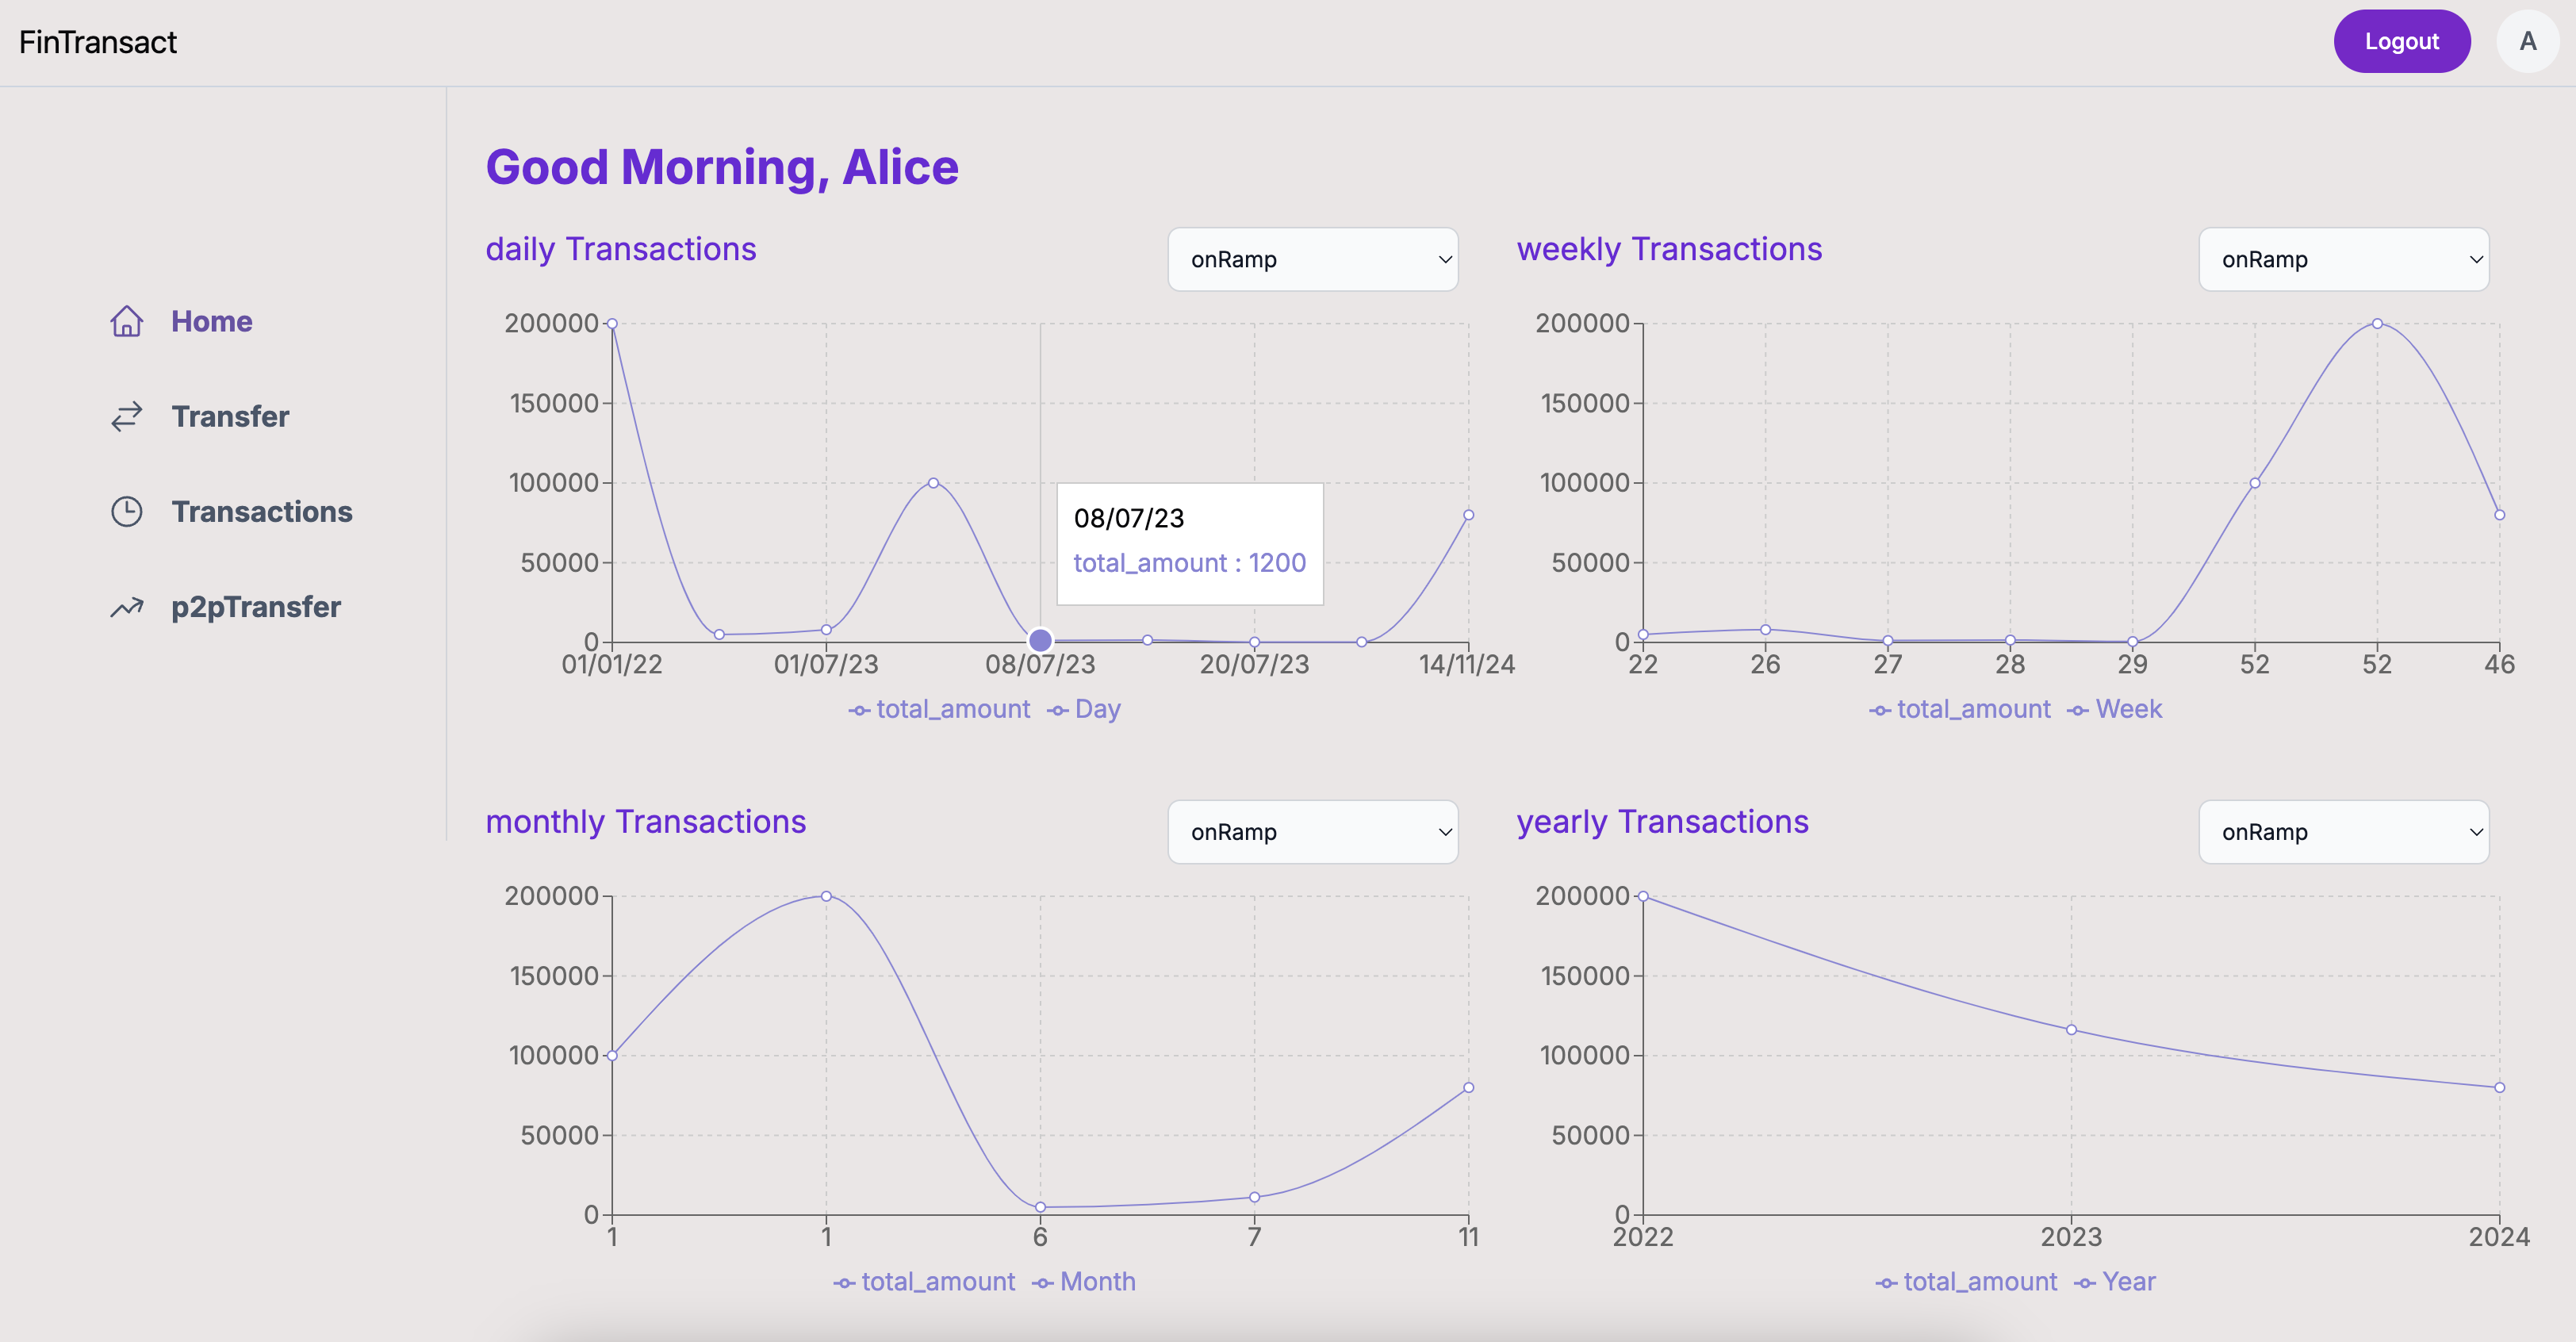 FinTransact
Logout
A
Home
Transfer
Transactions
p2pTransfer
Good Morning, Alice
daily Transactions
onRamp
200000
150000
100000
50000
0
01/01/22 01/07/23 08/07/23 20/07/23 14/11/24
08/07/23
total_amount : 1200
total_amount Day
weekly Transactions
onRamp
200000
150000
100000
50000
0
22 26 27 28 29 52 52 46
total_amount Week
monthly Transactions
onRamp
200000
150000
100000
50000
0
1 1 6 7 11
total_amount Month
yearly Transactions
onRamp
200000
150000
100000
50000
0
2022 2023 2024
total_amount Year